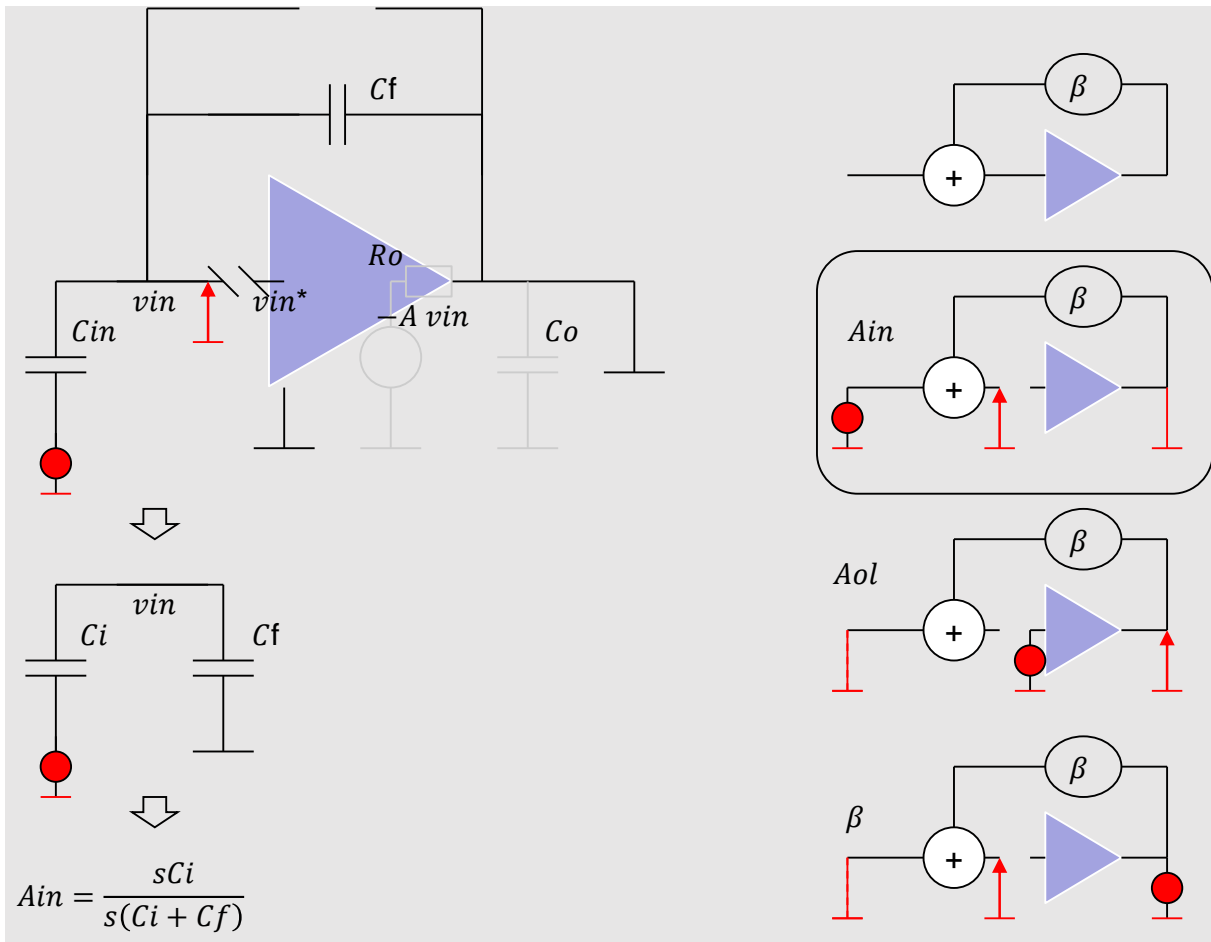 Cf
β
+
Ro
vin
vin*
Cin
A vin
Co
β
Ain
+
vin
Ci
Cf
β
Aol
+
β
β
+
Ain = sCi / s(Ci + Cf)